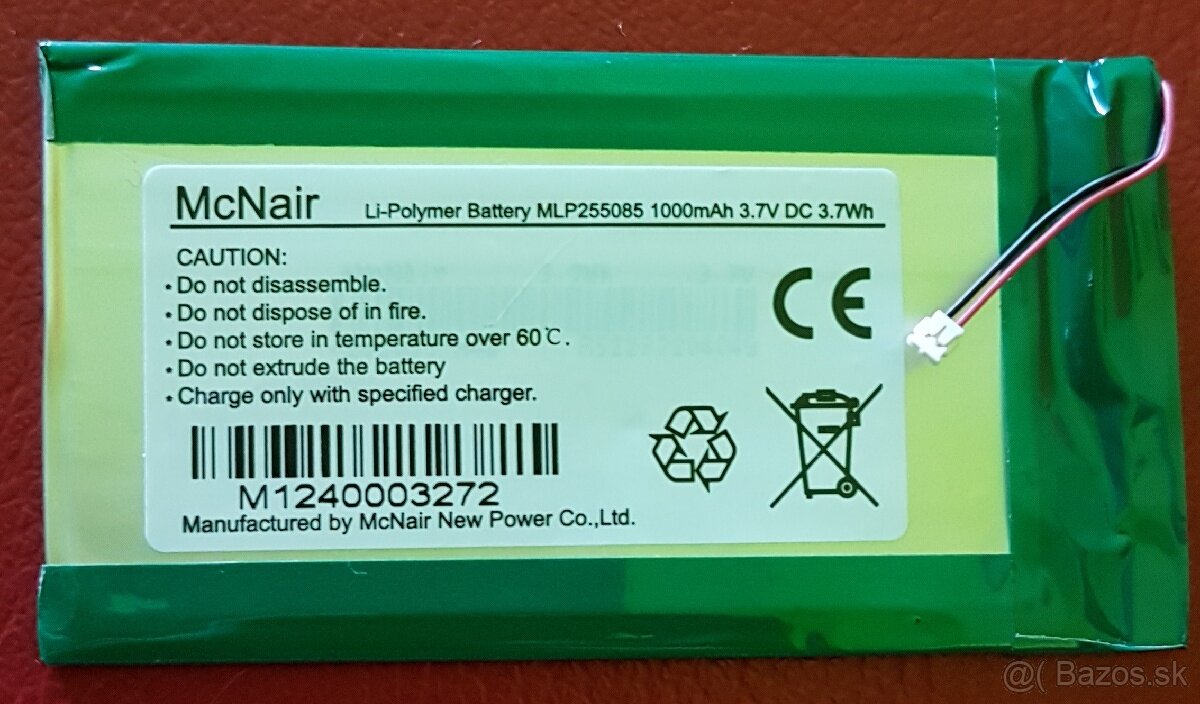 McNair
Li-Polymer Battery MLP255085 1000mAh 3.7V DC 3.7Wh
CAUTION:
• Do not disassemble.
• Do not dispose of in fire.
• Do not store in temperature over 60℃.
• Do not extrude the battery
• Charge only with specified charger.
CE
M1240003272
Manufactured by McNair New Power Co.,Ltd.
@( Bazos.sk